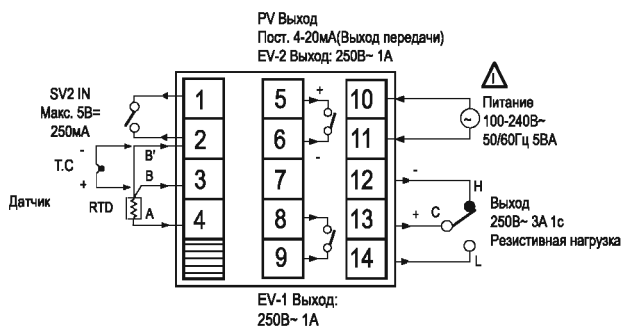 PV Выход
Пост. 4-20мА(Выход передачи)
EV-2 Выход: 250В~ 1А
SV2 IN
Макс. 5В=
250мА
1
2
3
4
5
6
7
8
9
10
11
12
13
14
+
-
-
T.C
+
B'
B
A
RTD
Датчик
Питание
100-240В~
50/60Гц 5ВА
~
-
H
+
C
L
Выход
250В~ 3А 1с
Резистивная нагрузка
EV-1 Выход:
250В~ 1А